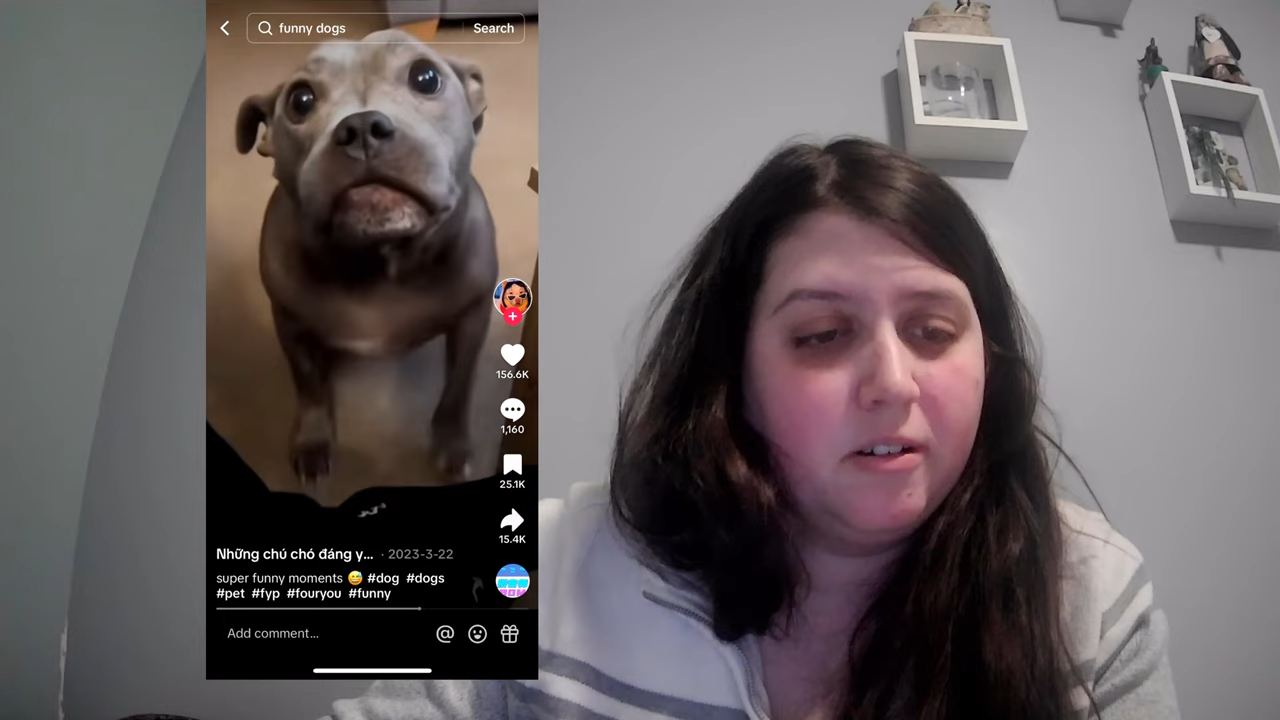 funny dogs
Search
156.6K
1,160
25.1K
15.4K
Những chú chó đáng y... · 2023-3-22
super funny moments 😅 #dog #dogs
#pet #fyp #fouryou #funny
Add comment...